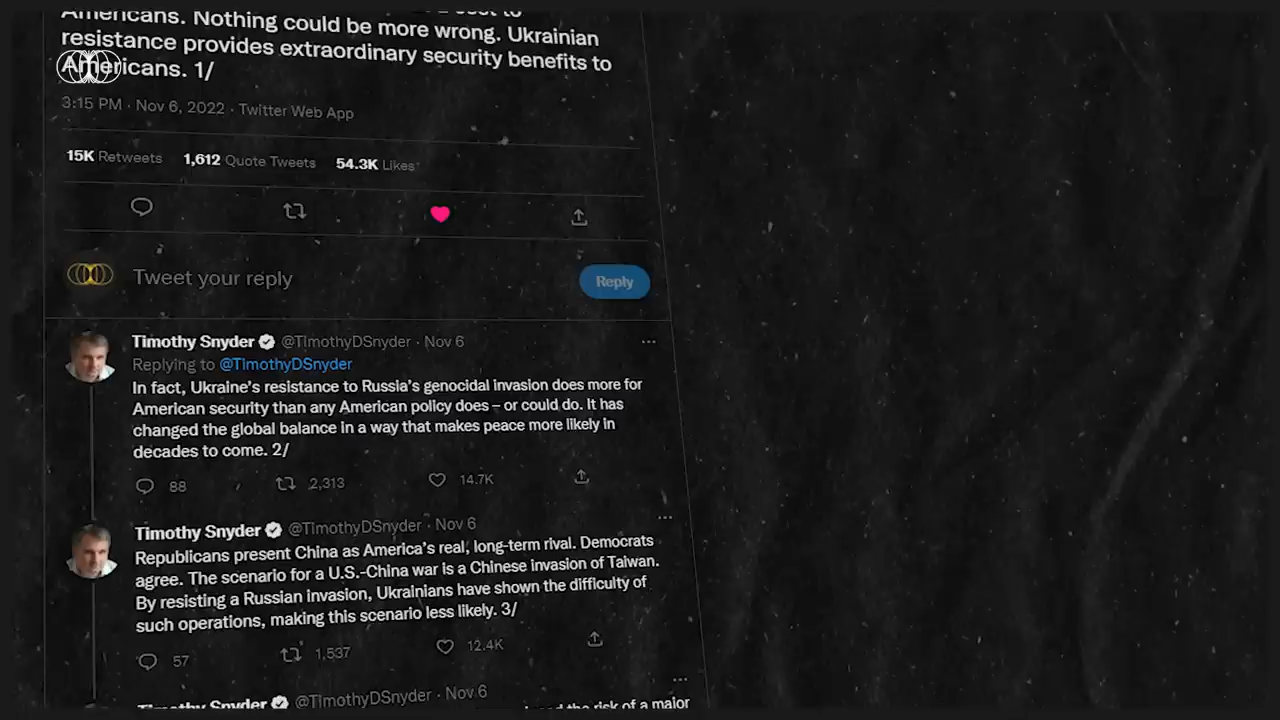 Americans. Nothing could be more wrong. Ukrainian
resistance provides extraordinary security benefits to
Americans. 1/
3:15 PM · Nov 6, 2022 · Twitter Web App
15K Retweets 1,612 Quote Tweets 54.3K Likes
Tweet your reply
Reply
Timothy Snyder @TimothyDSnyder · Nov 6
Replying to @TimothyDSnyder
In fact, Ukraine's resistance to Russia's genocidal invasion does more for
American security than any American policy does – or could do. It has
changed the global balance in a way that makes peace more likely in
decades to come. 2/
88 2,313 14.7K
Timothy Snyder @TimothyDSnyder · Nov 6
Republicans present China as America's real, long-term rival. Democrats
agree. The scenario for a U.S.-China war is a Chinese invasion of Taiwan.
By resisting a Russian invasion, Ukrainians have shown the difficulty of
such operations, making this scenario less likely. 3/
57 1,537 12.4K
Timothy Snyder @TimothyDSnyder · Nov 6
the risk of a major